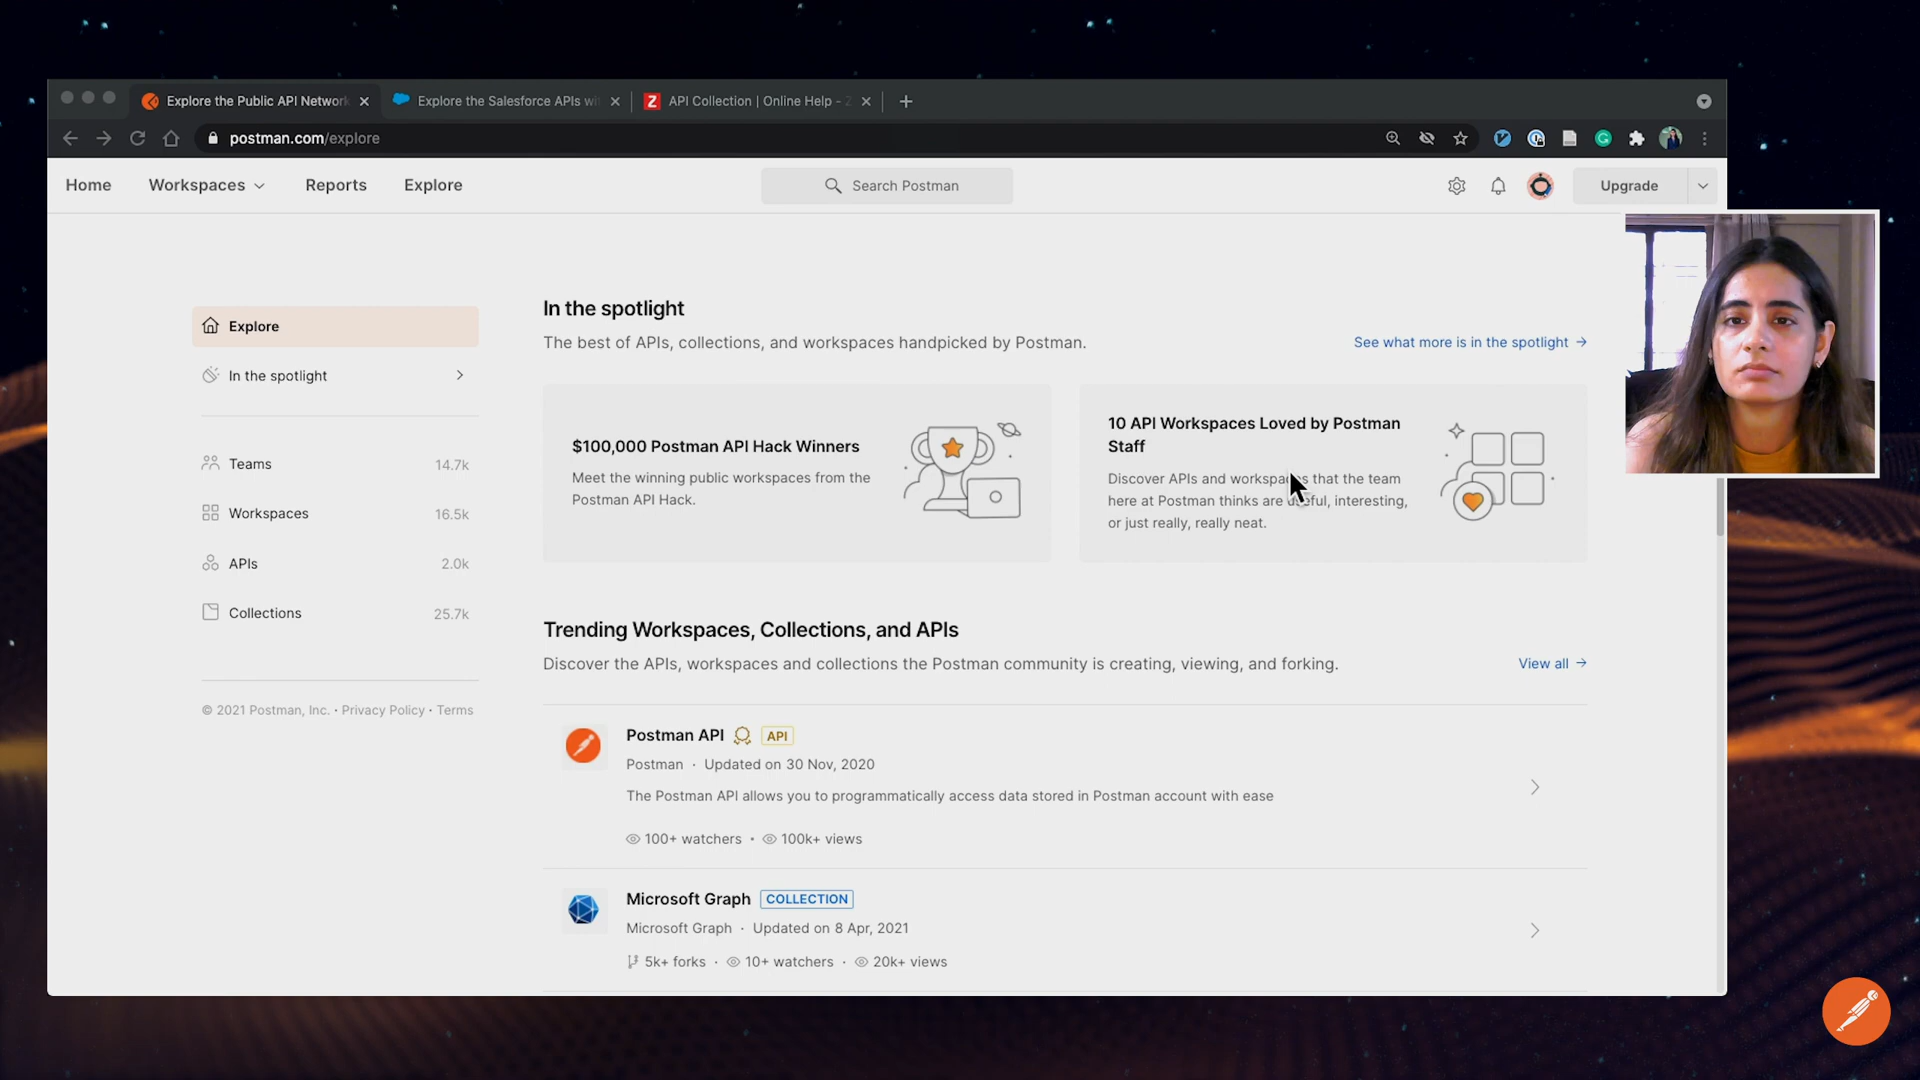 Explore the Public API Network
Explore the Salesforce APIs wi
API Collection | Online Help -
postman.com/explore
Home
Workspaces
Reports
Explore
Search Postman
Upgrade
Explore
In the spotlight
Teams 14.7k
Workspaces 16.5k
APIs 2.0k
Collections 25.7k
© 2021 Postman, Inc. · Privacy Policy · Terms
In the spotlight
The best of APIs, collections, and workspaces handpicked by Postman.
See what more is in the spotlight →
$100,000 Postman API Hack Winners
Meet the winning public workspaces from the
Postman API Hack.
10 API Workspaces Loved by Postman
Staff
Discover APIs and workspaces that the team
here at Postman thinks are useful, interesting,
or just really, really neat.
Trending Workspaces, Collections, and APIs
Discover the APIs, workspaces and collections the Postman community is creating, viewing, and forking.
View all →
Postman API API
Postman · Updated on 30 Nov, 2020
The Postman API allows you to programmatically access data stored in Postman account with ease
100+ watchers · 100k+ views
Microsoft Graph COLLECTION
Microsoft Graph · Updated on 8 Apr, 2021
5k+ forks · 10+ watchers · 20k+ views